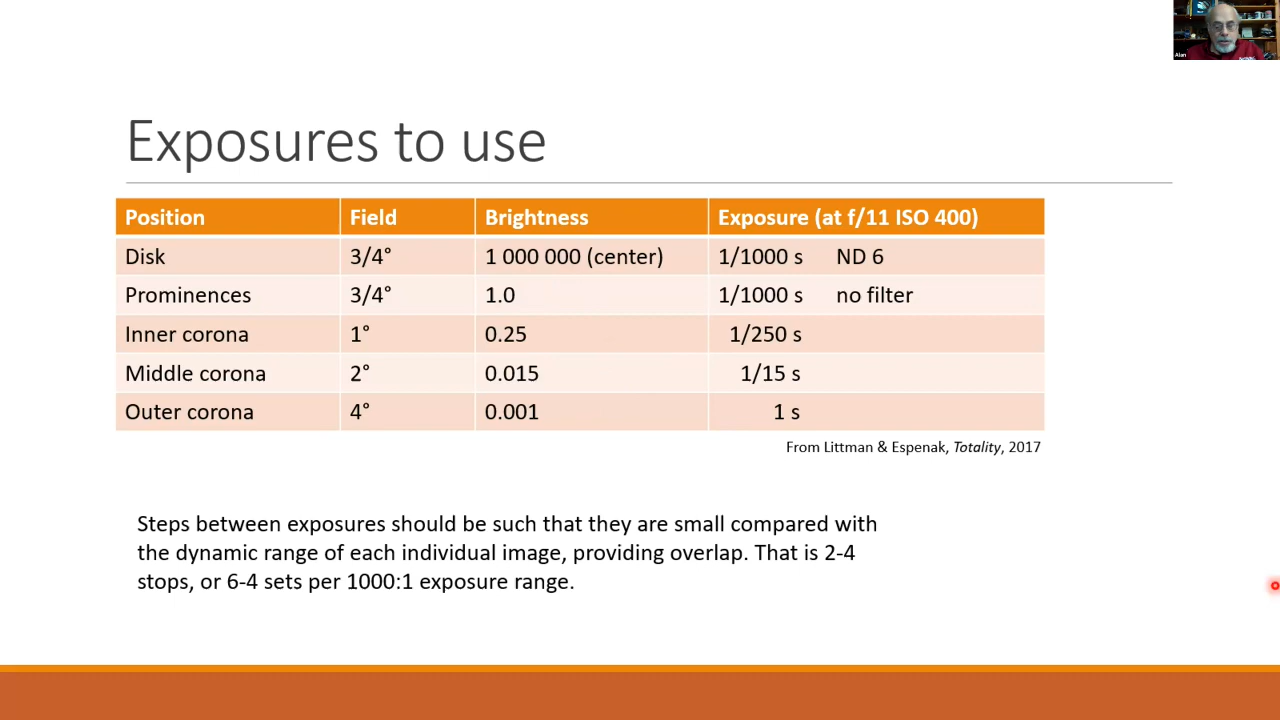 Alan
Exposures to use
Position Field Brightness Exposure (at f/11 ISO 400)
Disk 3/4° 1 000 000 (center) 1/1000 s ND 6
Prominences 3/4° 1.0 1/1000 s no filter
Inner corona 1° 0.25 1/250 s
Middle corona 2° 0.015 1/15 s
Outer corona 4° 0.001 1 s
From Littman & Espenak, Totality, 2017
Steps between exposures should be such that they are small compared with
the dynamic range of each individual image, providing overlap. That is 2-4
stops, or 6-4 sets per 1000:1 exposure range.